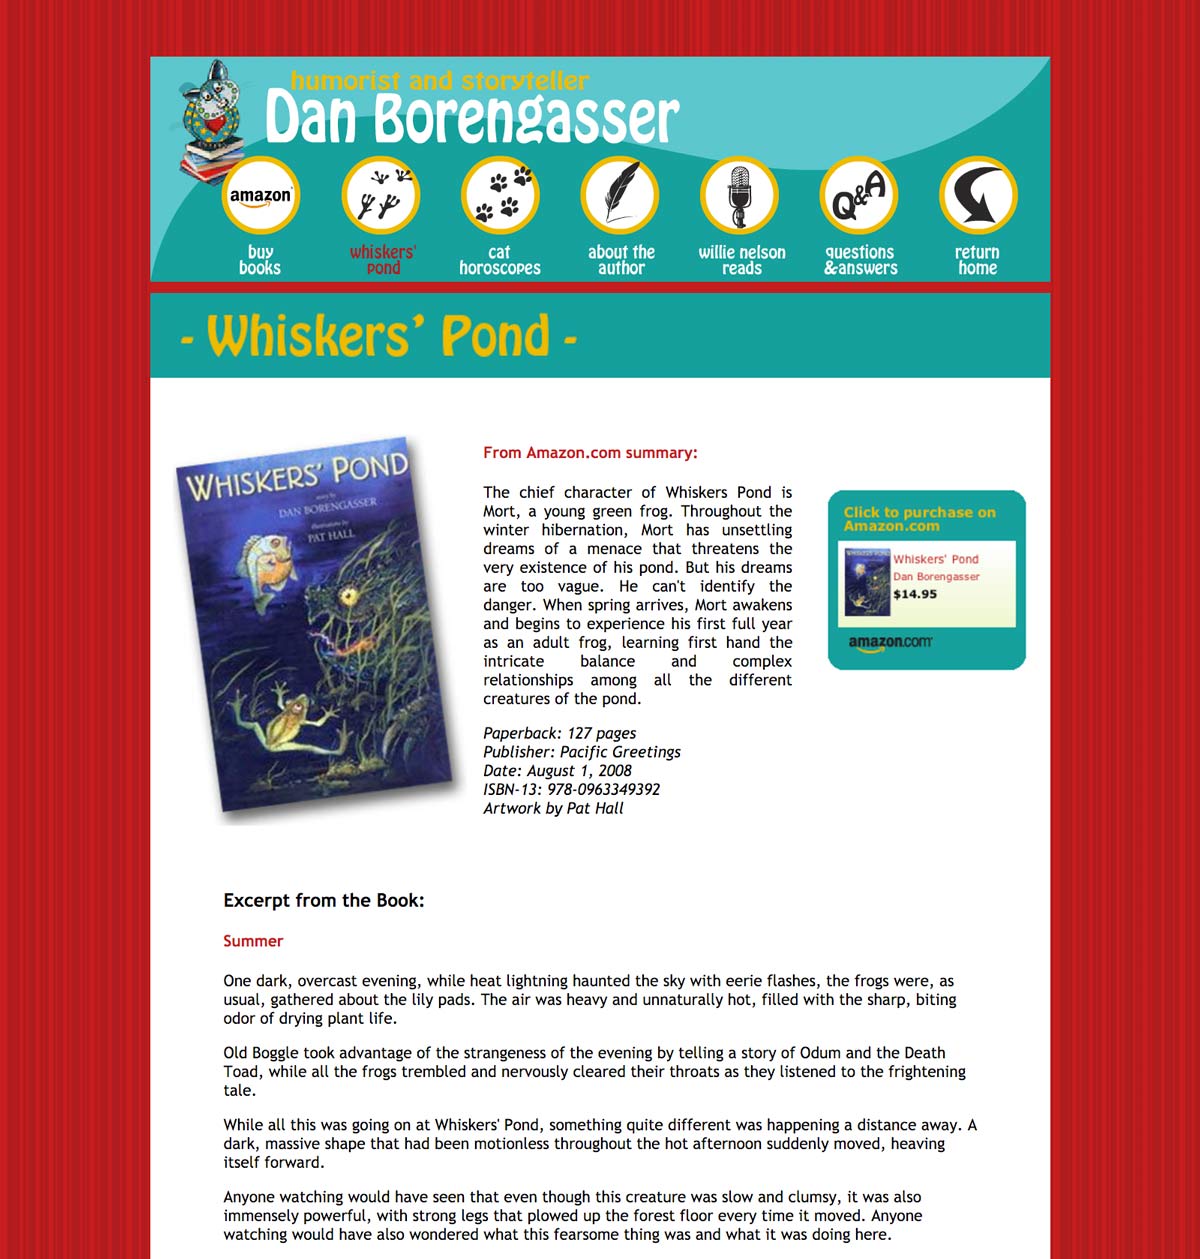 humorist and storyteller
Dan Borengasser
amazon
Q&A
buy
books
whiskers'
pond
cat
horoscopes
about the
author
willie nelson
reads
questions
&answers
return
home
- Whiskers' Pond -
WHISKERS' POND
story by
DAN BORENGASSER
illustrations by
PAT HALL
From Amazon.com summary:
The chief character of Whiskers Pond is
Mort, a young green frog. Throughout the
winter hibernation, Mort has unsettling
dreams of a menace that threatens the
very existence of his pond. But his dreams
are too vague. He can't identify the
danger. When spring arrives, Mort awakens
and begins to experience his first full year
as an adult frog, learning first hand the
intricate balance and complex
relationships among all the different
creatures of the pond.
Paperback: 127 pages
Publisher: Pacific Greetings
Date: August 1, 2008
ISBN-13: 978-0963349392
Artwork by Pat Hall
Click to purchase on
Amazon.com
WHISKERS' POND
Whiskers' Pond
Dan Borengasser
$14.95
amazon.com
Excerpt from the Book:
Summer
One dark, overcast evening, while heat lightning haunted the sky with eerie flashes, the frogs were, as
usual, gathered about the lily pads. The air was heavy and unnaturally hot, filled with the sharp, biting
odor of drying plant life.
Old Boggle took advantage of the strangeness of the evening by telling a story of Odum and the Death
Toad, while all the frogs trembled and nervously cleared their throats as they listened to the frightening
tale.
While all this was going on at Whiskers' Pond, something quite different was happening a distance away. A
dark, massive shape that had been motionless throughout the hot afternoon suddenly moved, heaving
itself forward.
Anyone watching would have seen that even though this creature was slow and clumsy, it was also
immensely powerful, with strong legs that plowed up the forest floor every time it moved. Anyone
watching would have also wondered what this fearsome thing was and what it was doing here.